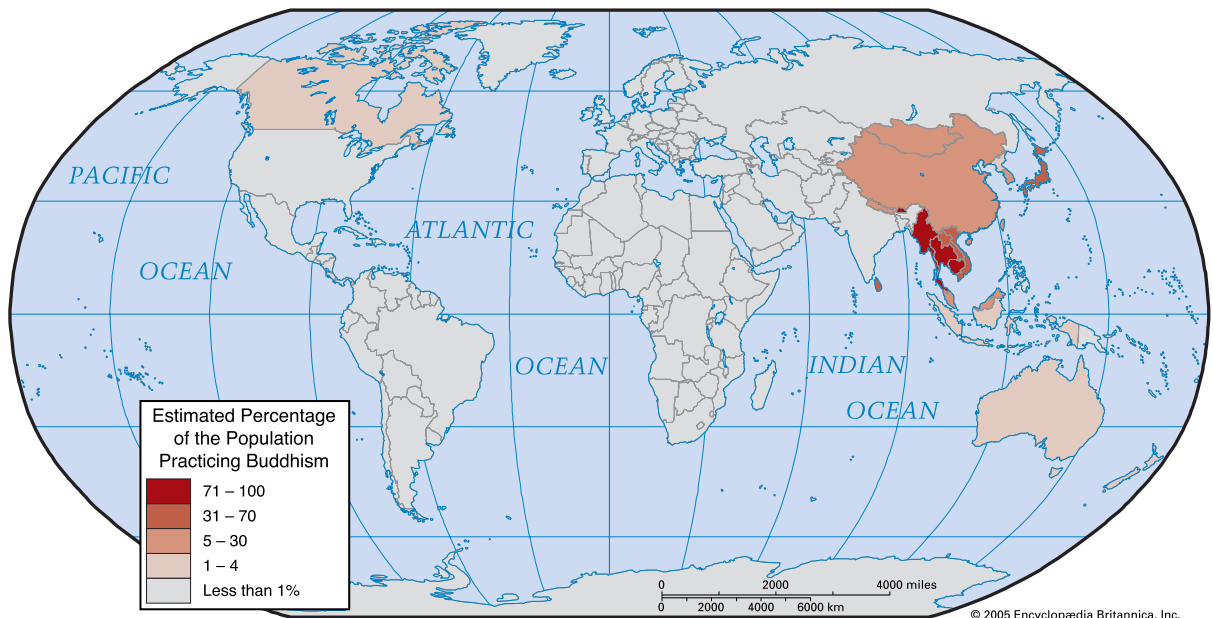 PACIFIC
OCEAN
ATLANTIC
OCEAN
INDIAN
OCEAN
Estimated Percentage
of the Population
Practicing Buddhism
71 – 100
31 – 70
5 – 30
1 – 4
Less than 1%
0 2000 4000 miles
0 2000 4000 6000 km
© 2005 Encyclopædia Britannica, Inc.